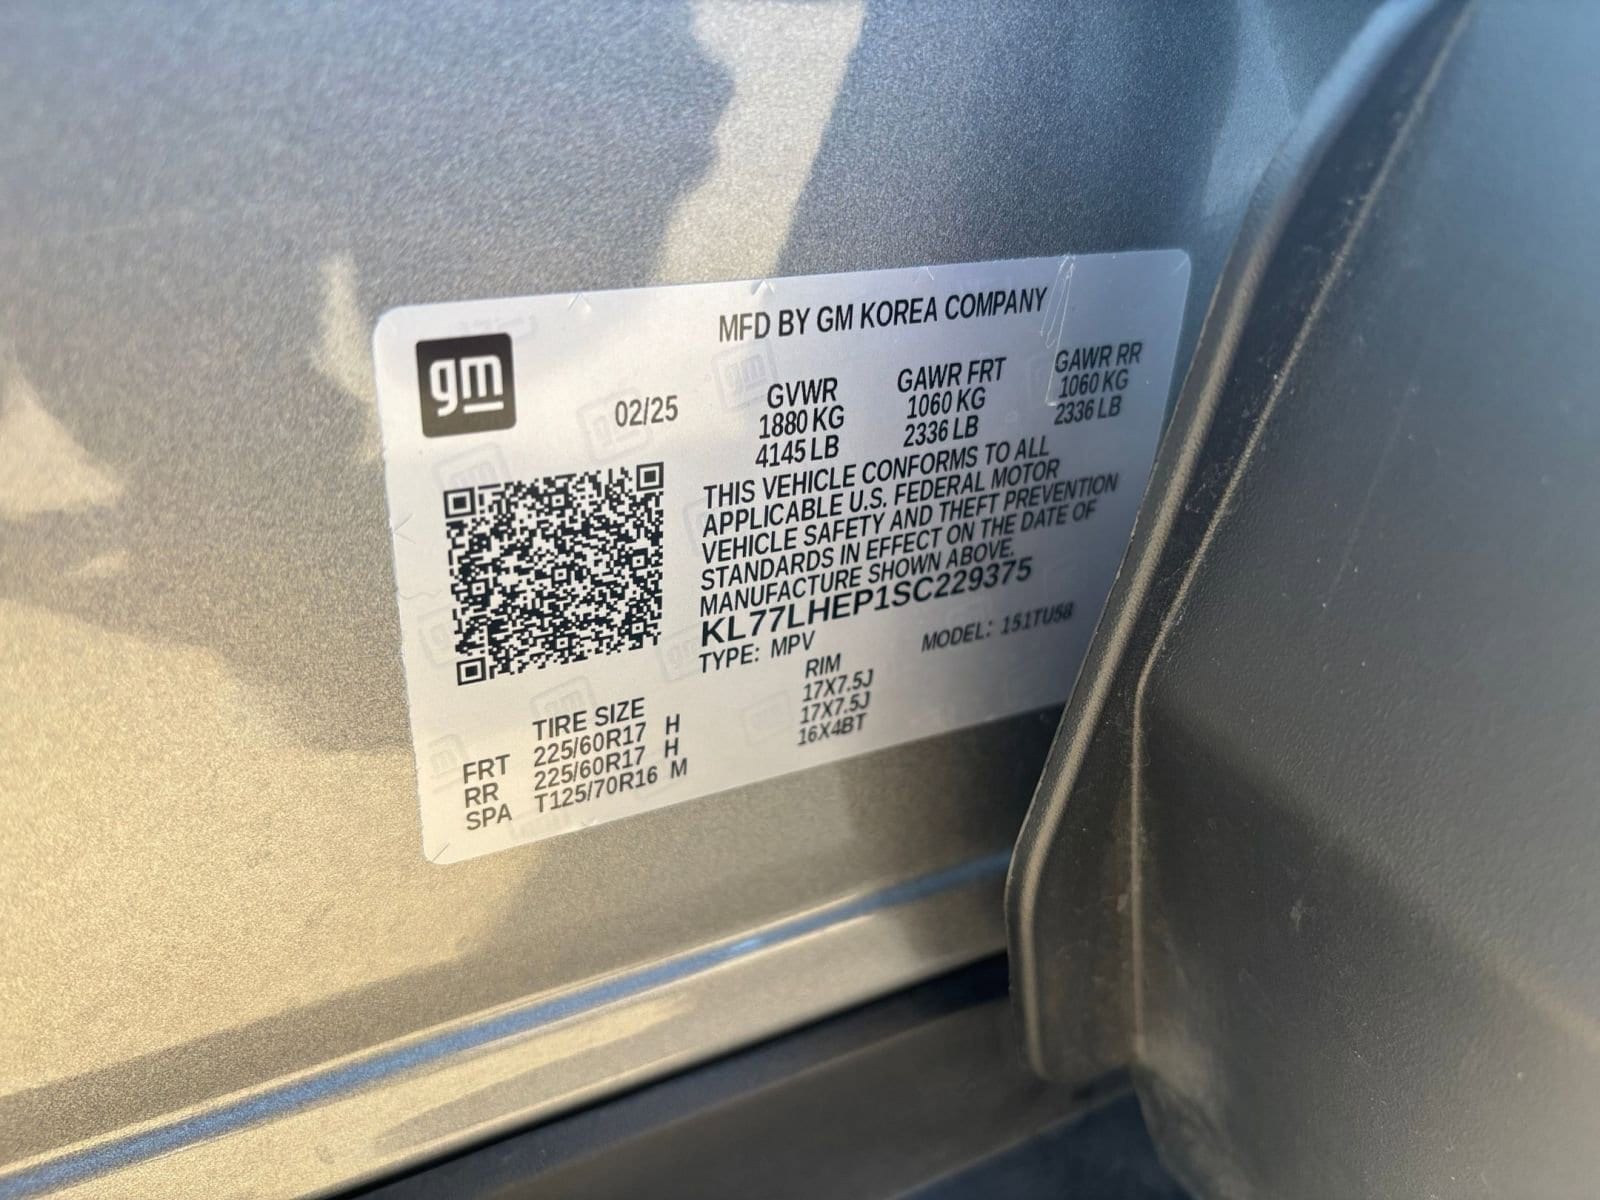 gm
MFD BY GM KOREA COMPANY
02/25
GVWR GAWR FRT GAWR RR
1880 KG 1060 KG 1060 KG
4145 LB 2336 LB 2336 LB
THIS VEHICLE CONFORMS TO ALL
APPLICABLE U.S. FEDERAL MOTOR
VEHICLE SAFETY AND THEFT PREVENTION
STANDARDS IN EFFECT ON THE DATE OF
MANUFACTURE SHOWN ABOVE.
KL77LHEP1SC229375
TYPE: MPV MODEL: 151TU58
TIRE SIZE RIM
FRT 225/60R17 H 17X7.5J
RR 225/60R17 H 17X7.5J
SPA T125/70R16 M 16X4BT